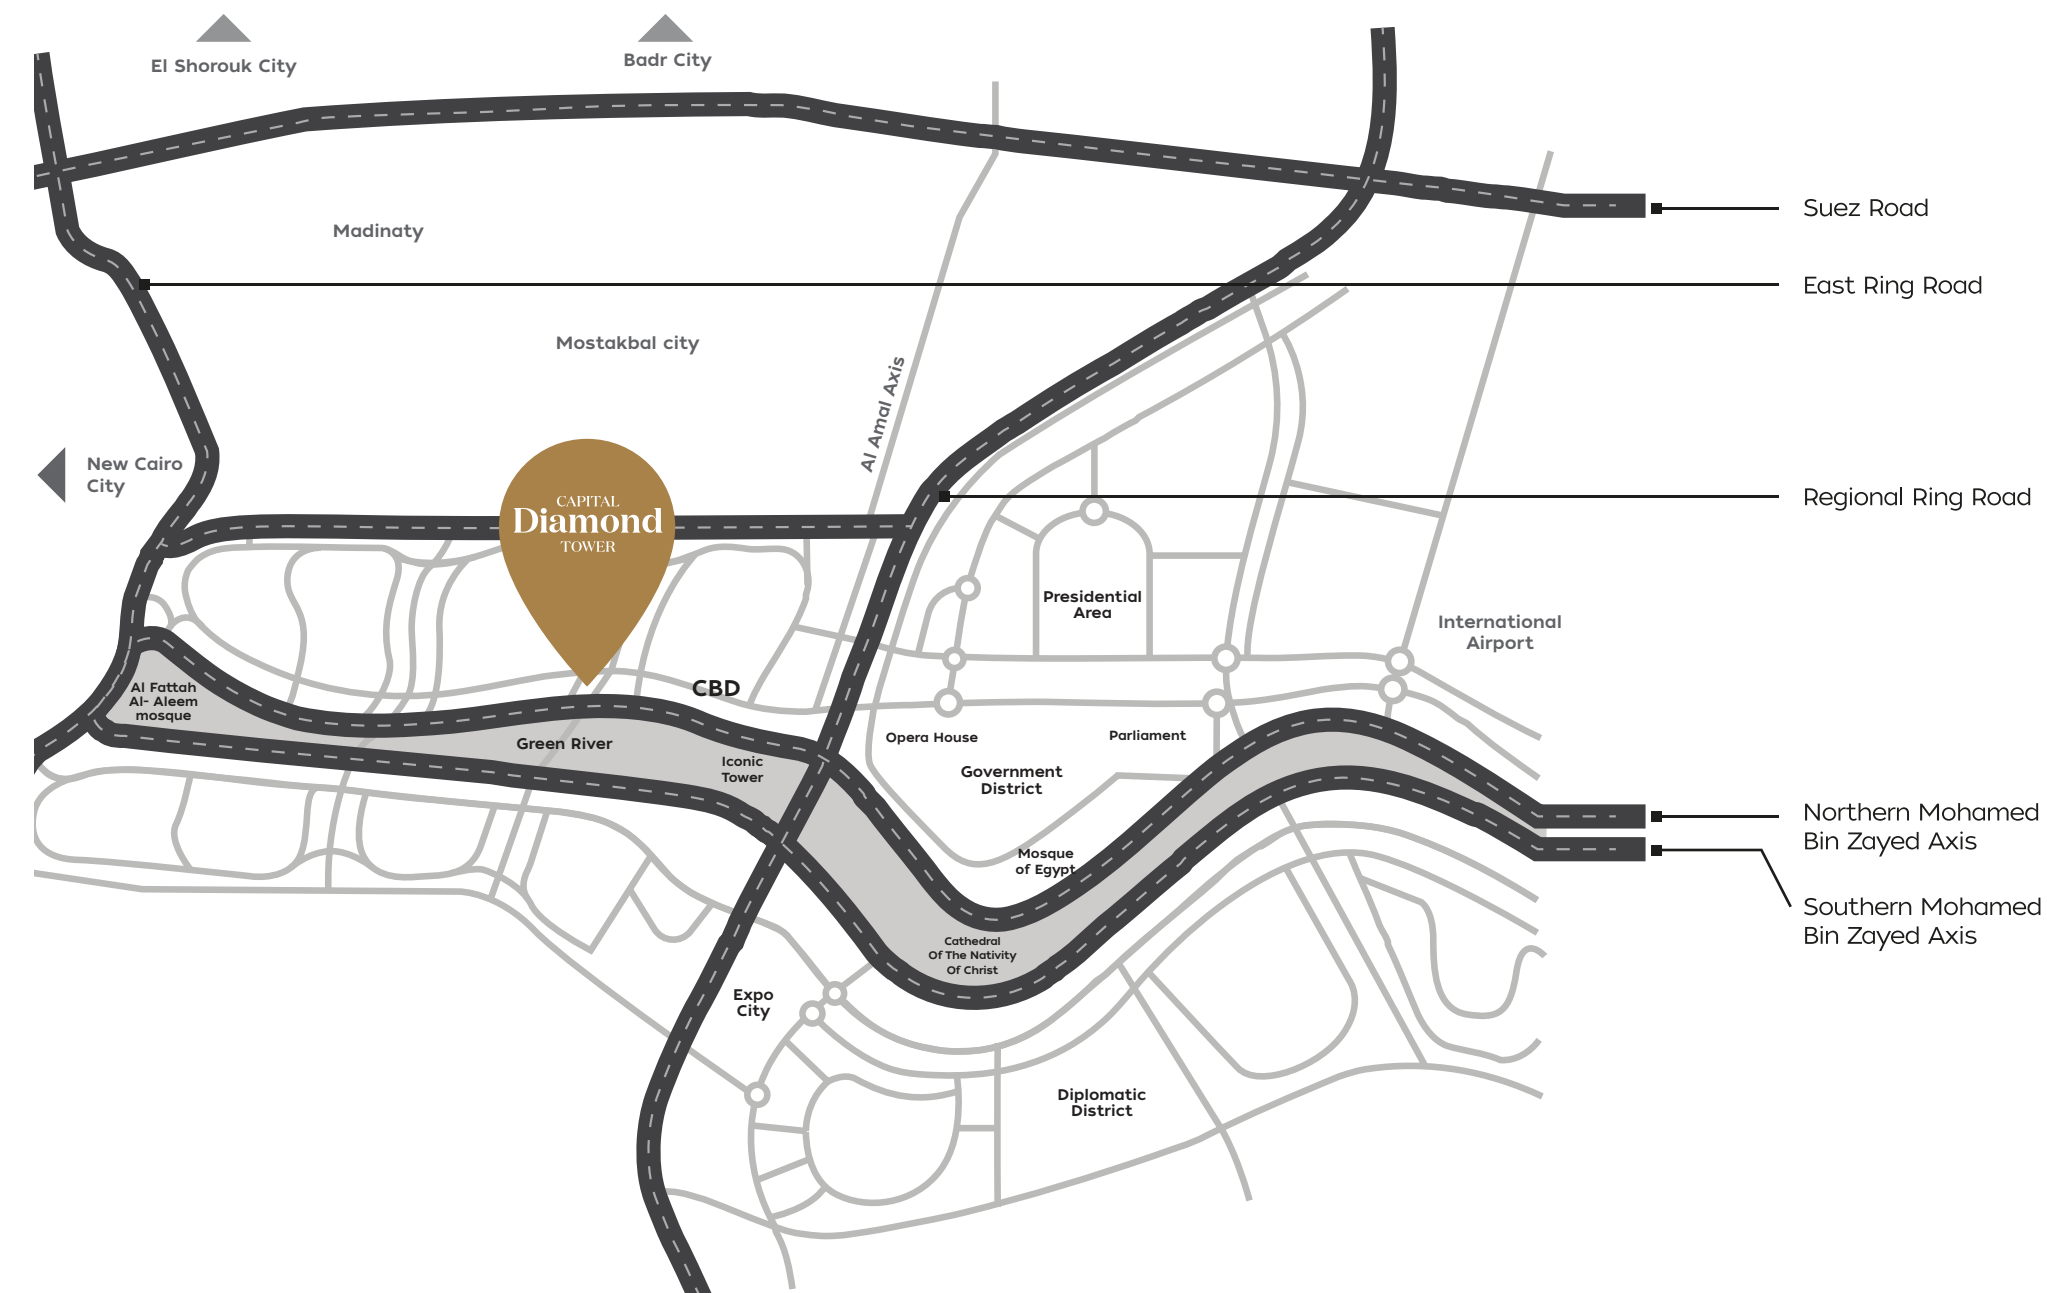 El Shorouk City
Badr City
Suez Road
Madinaty
East Ring Road
Mostakbal city
Al Amal Axis
New Cairo
City
CAPITAL
Diamond
TOWER
Regional Ring Road
Presidential
Area
International
Airport
CBD
Al Fattah
Al- Aleem
mosque
Green River
Iconic
Tower
Opera House
Parliament
Government
District
Northern Mohamed
Bin Zayed Axis
Mosque
of Egypt
Southern Mohamed
Bin Zayed Axis
Cathedral
Of The Nativity
Of Christ
Expo
City
Diplomatic
District